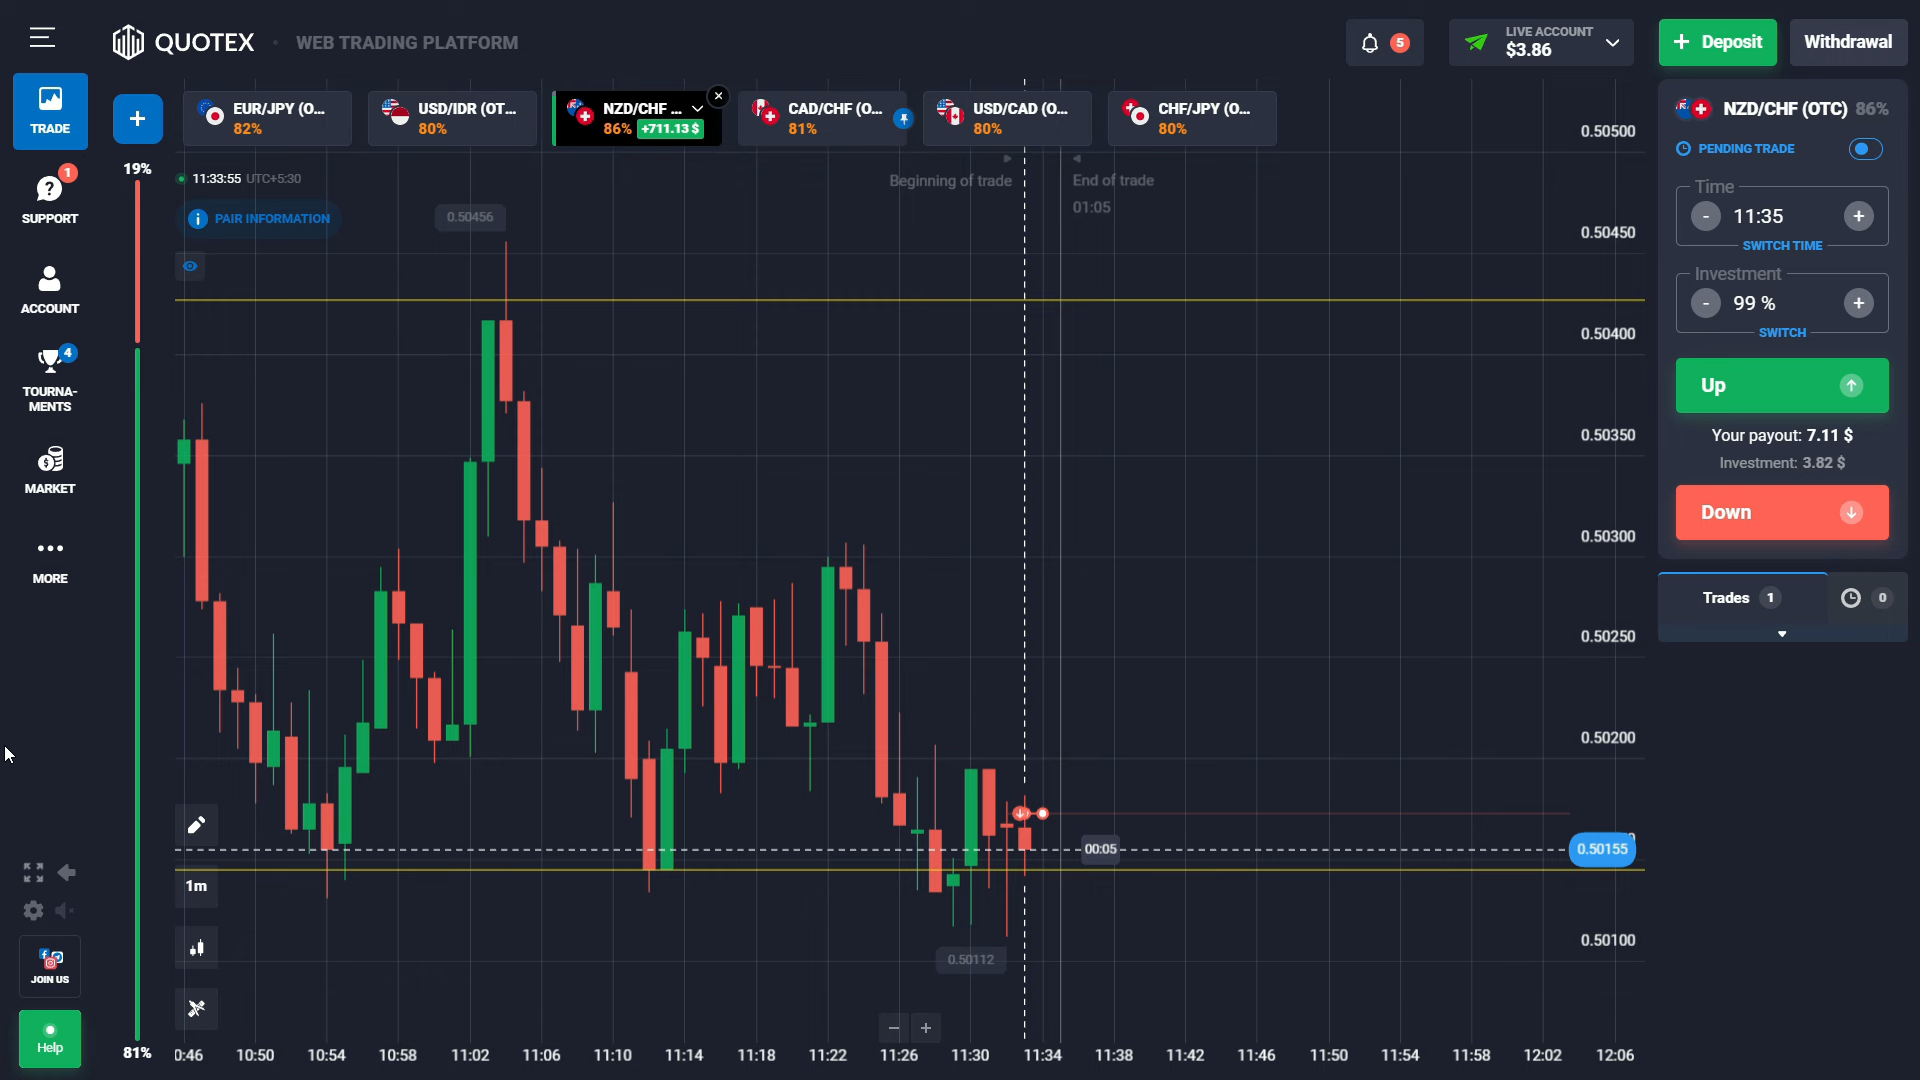 QUOTEX
WEB TRADING PLATFORM
5
LIVE ACCOUNT
$3.86
+ Deposit
Withdrawal
TRADE
1
SUPPORT
ACCOUNT
4
TOURNA-
MENTS
MARKET
MORE
JOIN US
Help
+
19%
81%
EUR/JPY (O...
82%
USD/IDR (OT...
80%
NZD/CHF ...
86% +711.13 $
CAD/CHF (O...
81%
USD/CAD (O...
80%
CHF/JPY (O...
80%
11:33:55 UTC+5:30
PAIR INFORMATION
Beginning of trade
End of trade
01:05
0.50456
0.50112
00:05
1m
0.50500
0.50450
0.50400
0.50350
0.50300
0.50250
0.50200
0.50155
0.50100
0:46 10:50 10:54 10:58 11:02 11:06 11:10 11:14 11:18 11:22 11:26 11:30 11:34 11:38 11:42 11:46 11:50 11:54 11:58 12:02 12:06
NZD/CHF (OTC) 86%
PENDING TRADE
Time
- 11:35 +
SWITCH TIME
Investment
- 99 % +
SWITCH
Up
Your payout: 7.11 $
Investment: 3.82 $
Down
Trades 1
0